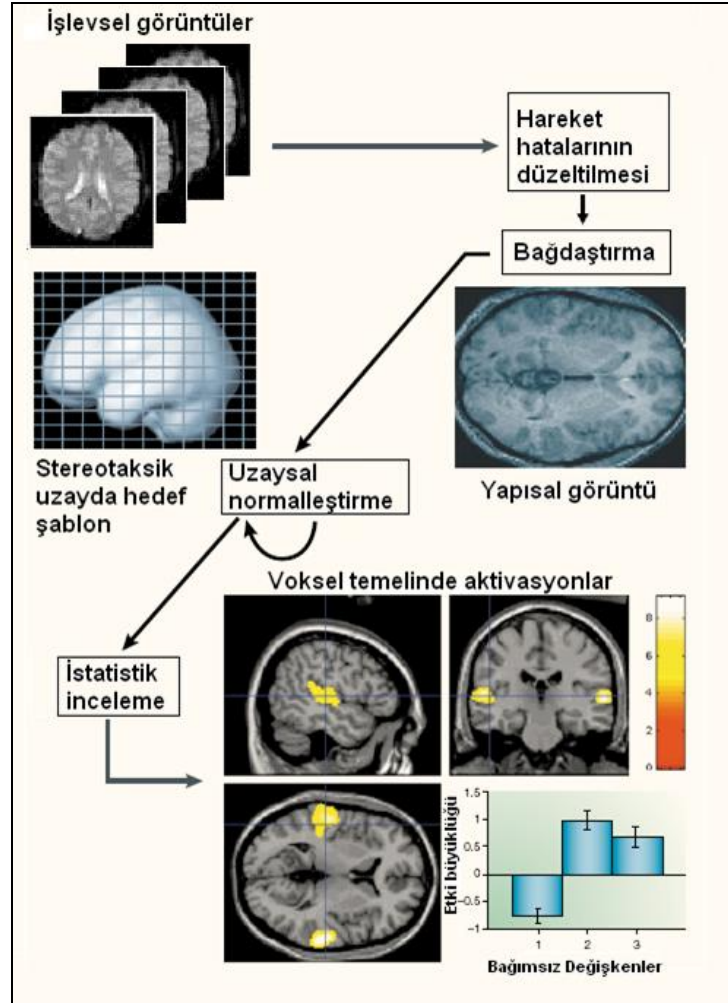 İşlevsel görüntüler
Hareket
hatalarının
düzeltilmesi
Bağdaştırma
Stereotaksik
uzayda hedef
şablon
Uzaysal
normalleştirme
Yapısal görüntü
Voksel temelinde aktivasyonlar
İstatistik
inceleme
8
6
4
2
0
Etki büyüklüğü
1.5
1
0.5
0
-0.5
-1
1 2 3
Bağımsız Değişkenler